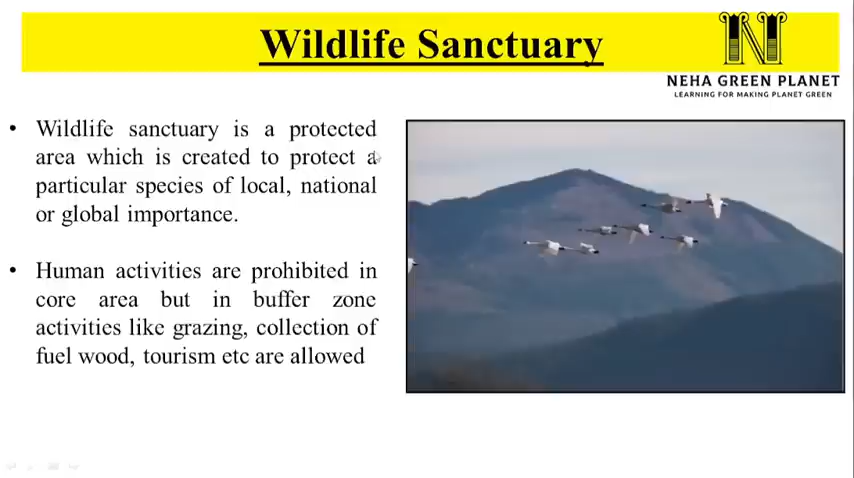 Wildlife Sanctuary
N
NEHA GREEN PLANET
LEARNING FOR MAKING PLANET GREEN
• Wildlife sanctuary is a protected
area which is created to protect a
particular species of local, national
or global importance.
• Human activities are prohibited in
core area but in buffer zone
activities like grazing, collection of
fuel wood, tourism etc are allowed